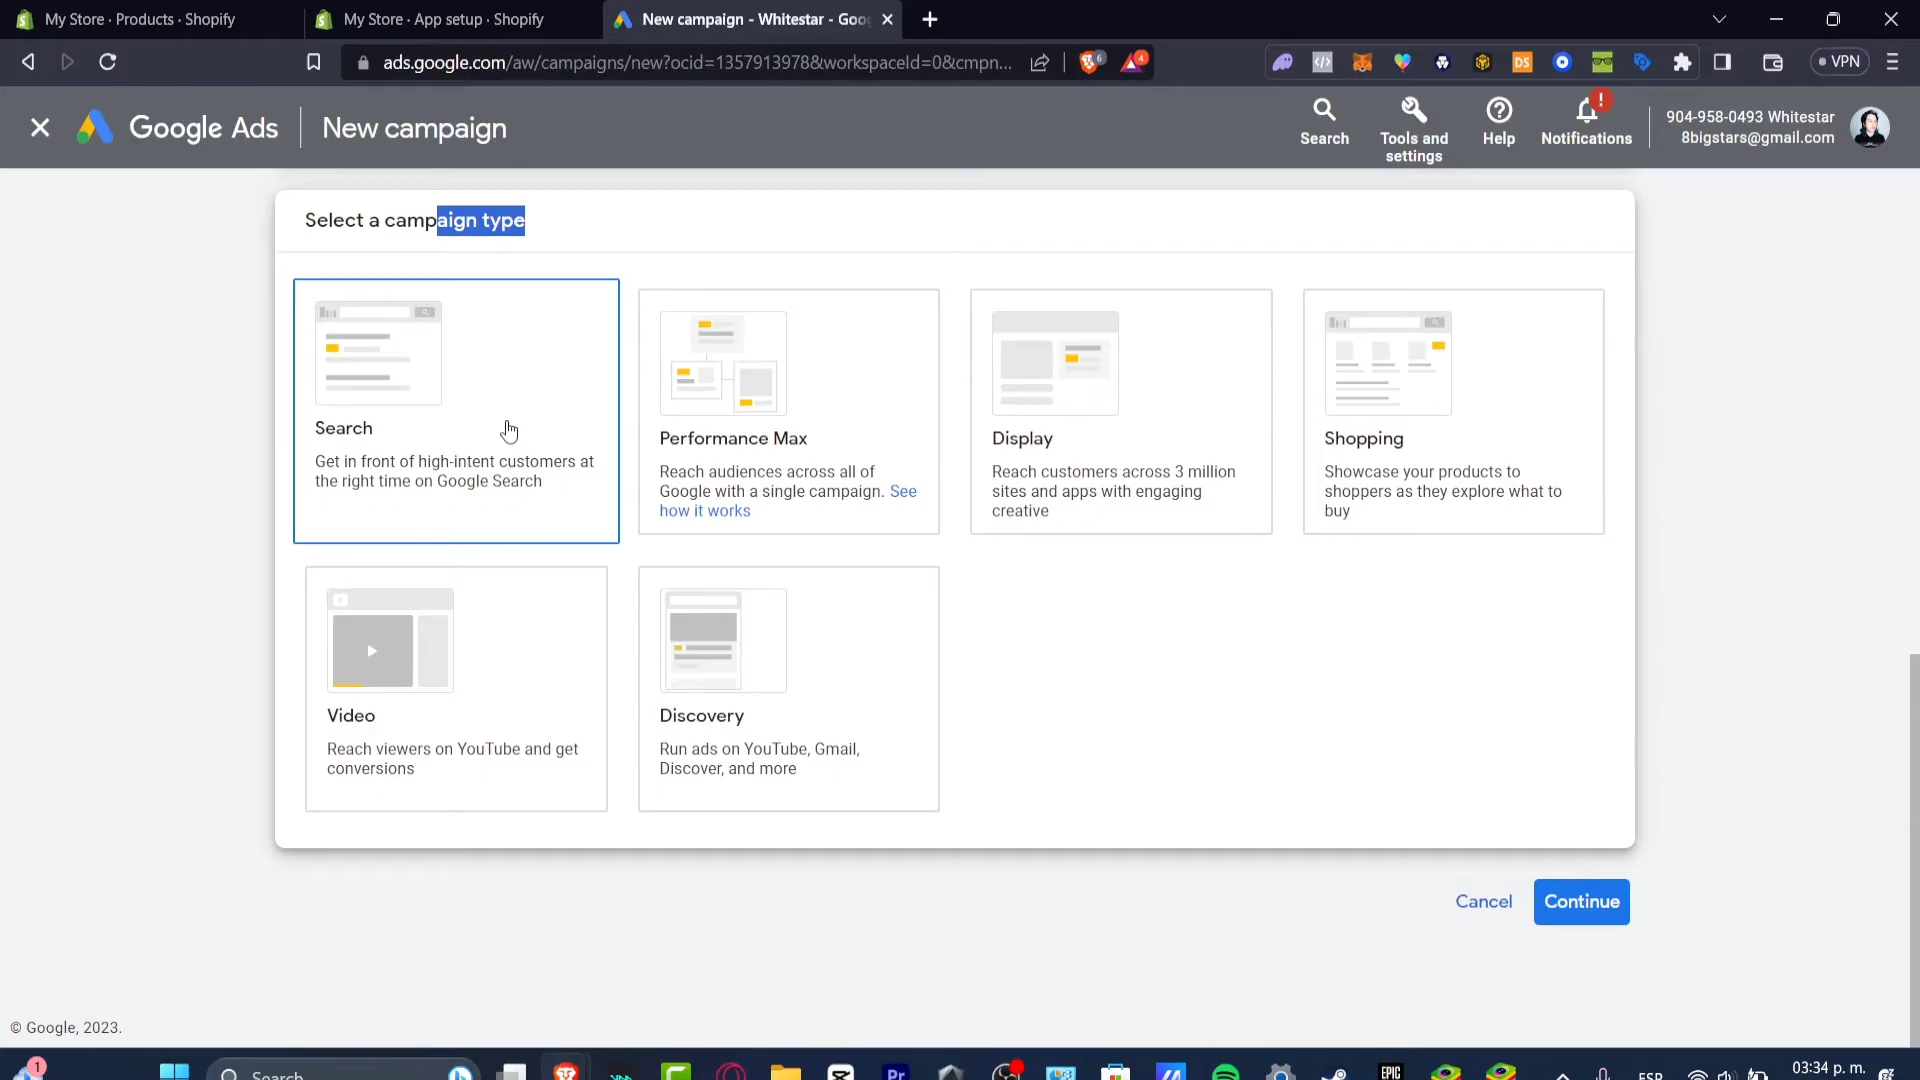 My Store · Products · Shopify
My Store · App setup · Shopify
New campaign - Whitestar - Goo
ads.google.com/aw/campaigns/new?ocid=1357913978&workspaceId=0&cmpn...
6
4
DS
VPN
Google Ads
New campaign
Search
Tools and
settings
Help
!
Notifications
904-958-0493 Whitestar
8bigstars@gmail.com
Select a campaign type
Search
Get in front of high-intent customers at
the right time on Google Search
Performance Max
Reach audiences across all of
Google with a single campaign. See
how it works
Display
Reach customers across 3 million
sites and apps with engaging
creative
Shopping
Showcase your products to
shoppers as they explore what to
buy
Video
Reach viewers on YouTube and get
conversions
Discovery
Run ads on YouTube, Gmail,
Discover, and more
Cancel
Continue
© Google, 2023.
1
Search
Pr
EPIC
ESP
03:34 p. m.